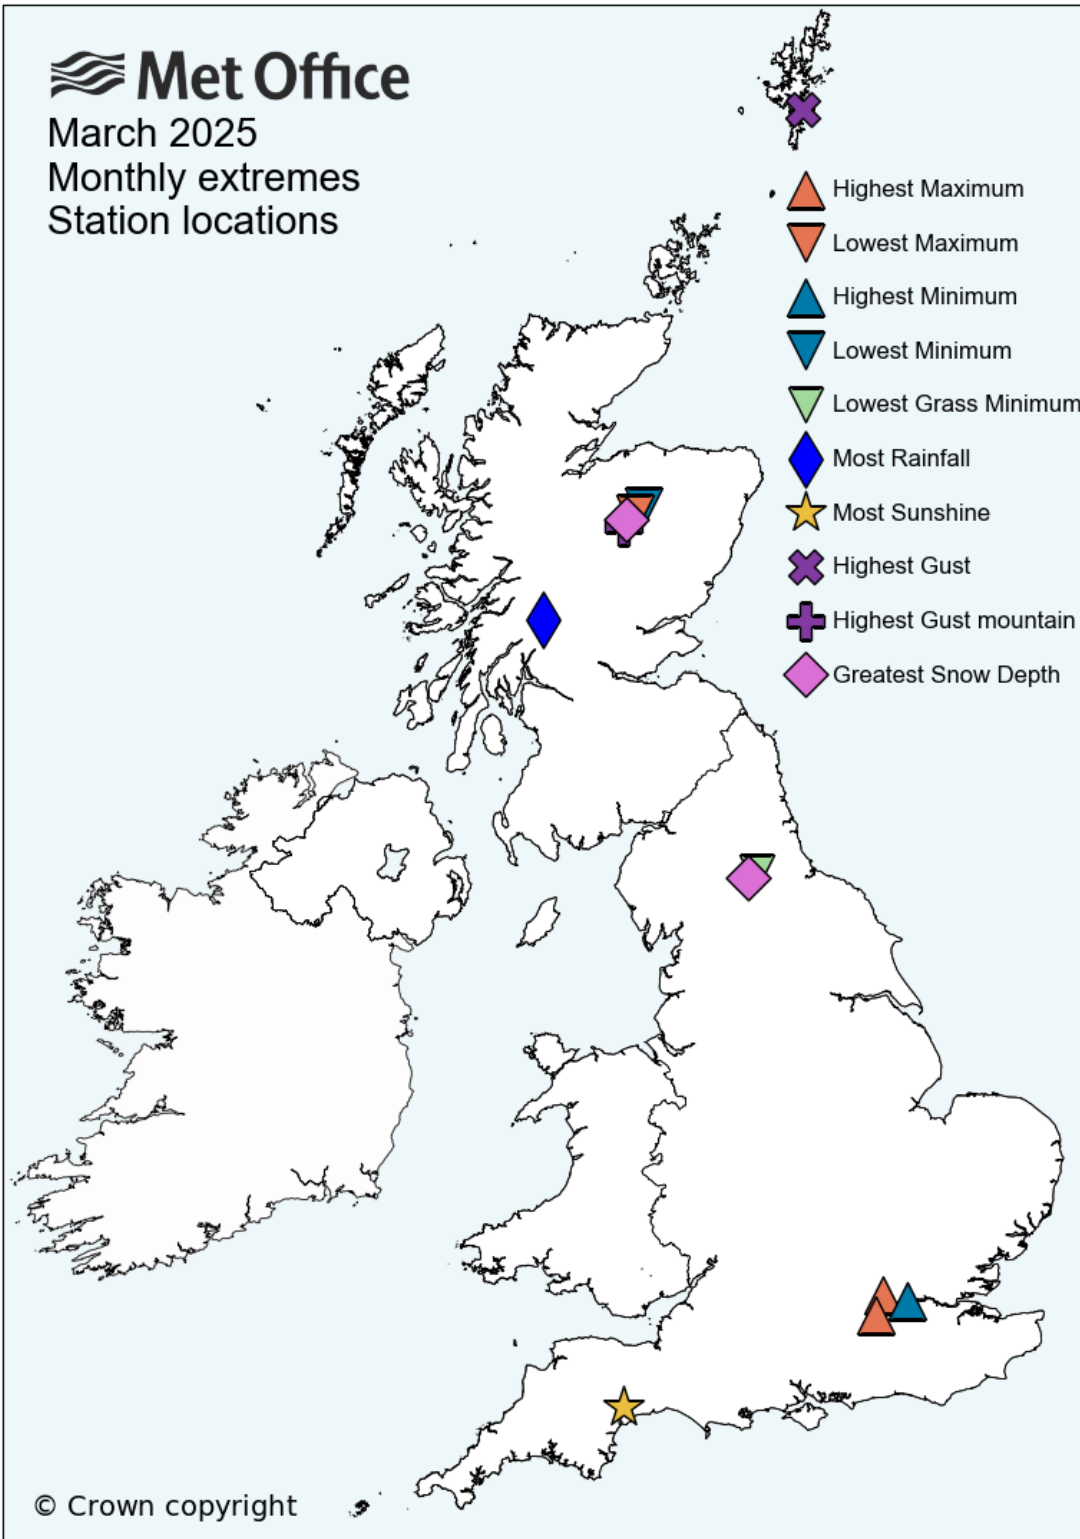 Met Office
March 2025
Monthly extremes
Station locations
Highest Maximum
Lowest Maximum
Highest Minimum
Lowest Minimum
Lowest Grass Minimum
Most Rainfall
Most Sunshine
Highest Gust
Highest Gust mountain
Greatest Snow Depth
© Crown copyright